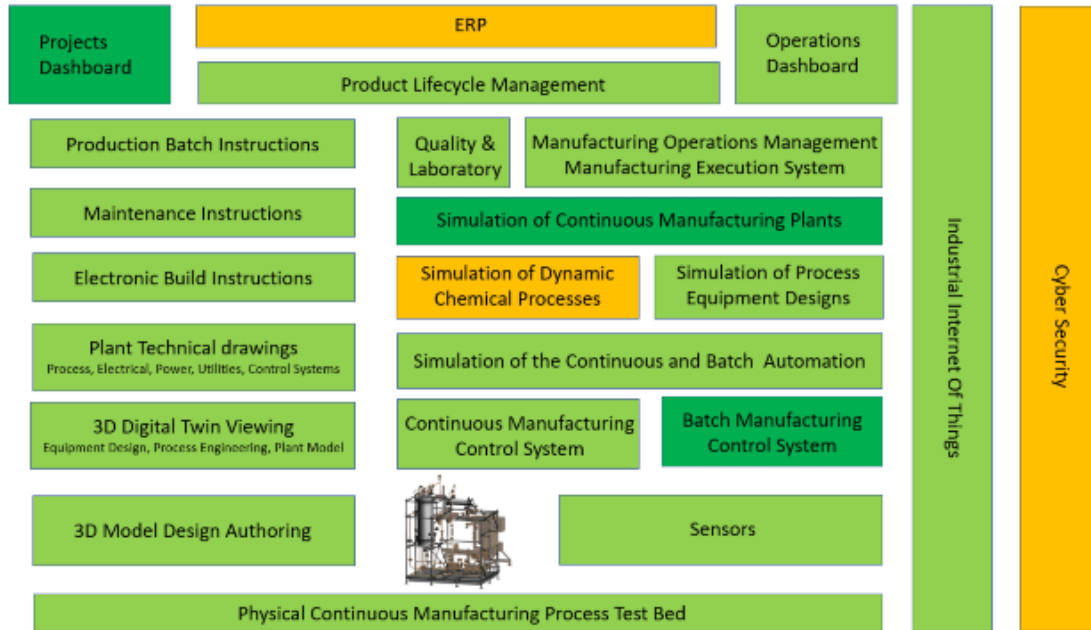 Projects
Dashboard
ERP
Operations
Dashboard
Product Lifecycle Management
Production Batch Instructions
Quality &
Laboratory
Manufacturing Operations Management
Manufacturing Execution System
Maintenance Instructions
Simulation of Continuous Manufacturing Plants
Electronic Build Instructions
Simulation of Dynamic
Chemical Processes
Simulation of Process
Equipment Designs
Plant Technical drawings
Process, Electrical, Power, Utilities, Control Systems
Simulation of the Continuous and Batch Automation
3D Digital Twin Viewing
Equipment Design, Process Engineering, Plant Model
Continuous Manufacturing
Control System
Batch Manufacturing
Control System
3D Model Design Authoring
Sensors
Physical Continuous Manufacturing Process Test Bed
Industrial Internet Of Things
Cyber Security